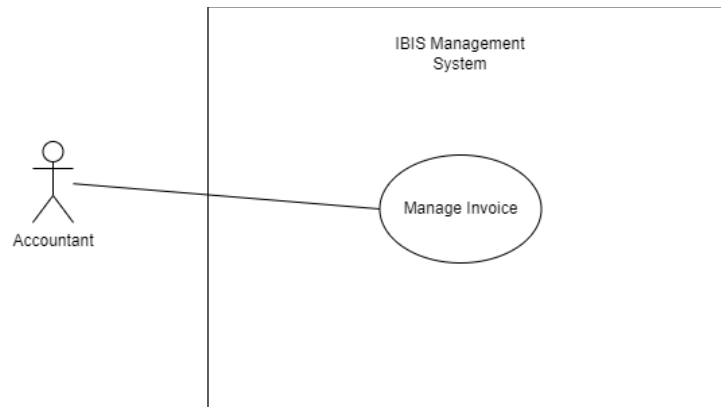 IBIS Management
System
Manage Invoice
Accountant